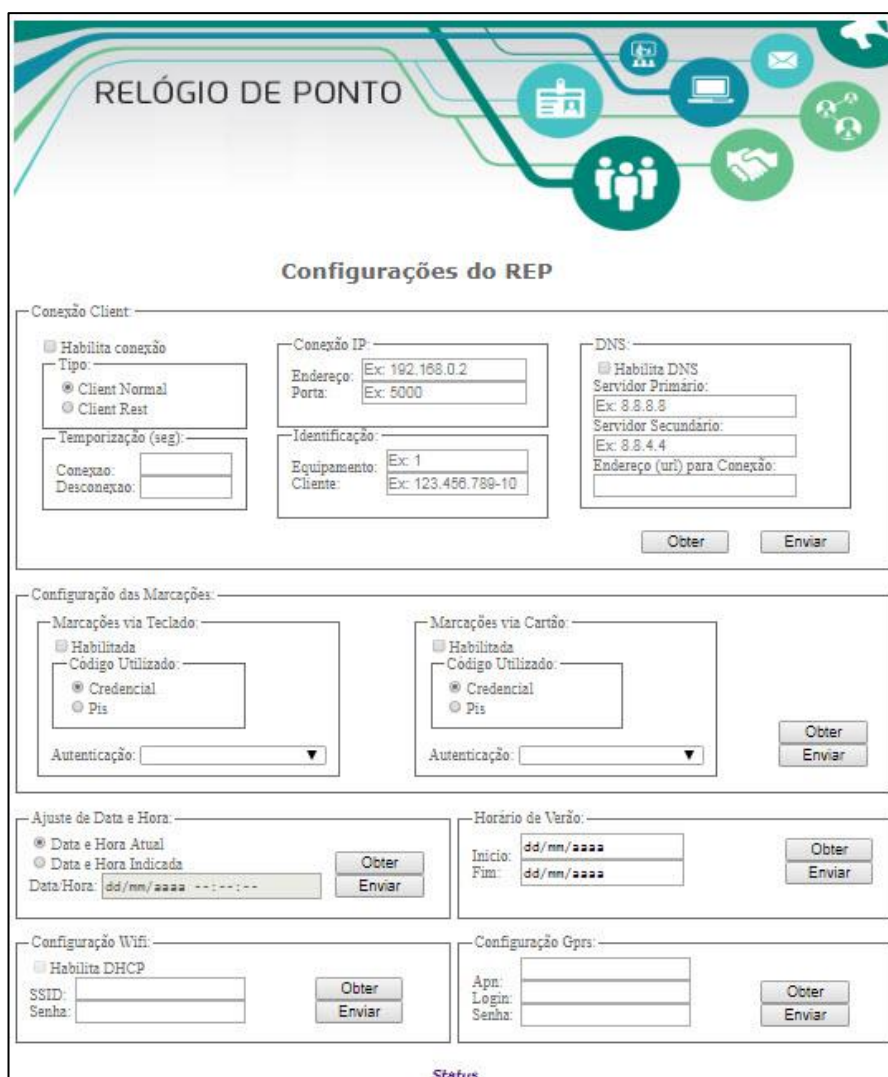 RELÓGIO DE PONTO
Configurações do REP
Conexão Client:
Habilita conexão
Tipo:
Client Normal
Client Rest
Temporização (seg):
Conexao:
Desconexao:
Conexão IP:
Endereço: Ex: 192.168.0.2
Porta: Ex: 5000
Identificação:
Equipamento: Ex: 1
Cliente: Ex: 123.456.789-10
DNS:
Habilita DNS
Servidor Primário:
Ex: 8.8.8.8
Servidor Secundário:
Ex: 8.8.4.4
Endereço (url) para Conexão:
Obter Enviar
Configuração das Marcações:
Marcações via Teclado:
Habilitada
Código Utilizado:
Credencial
Pis
Autenticação:
Marcações via Cartão:
Habilitada
Código Utilizado:
Credencial
Pis
Autenticação:
Obter
Enviar
Ajuste de Data e Hora:
Data e Hora Atual
Data e Hora Indicada
Data/Hora: dd/mm/aaaa --:--:--
Obter
Enviar
Horário de Verão:
Inicio: dd/mm/aaaa
Fim: dd/mm/aaaa
Obter
Enviar
Configuração Wifi:
Habilita DHCP
SSID:
Senha:
Obter
Enviar
Configuração Gprs:
Apn:
Login:
Senha:
Obter
Enviar
Status